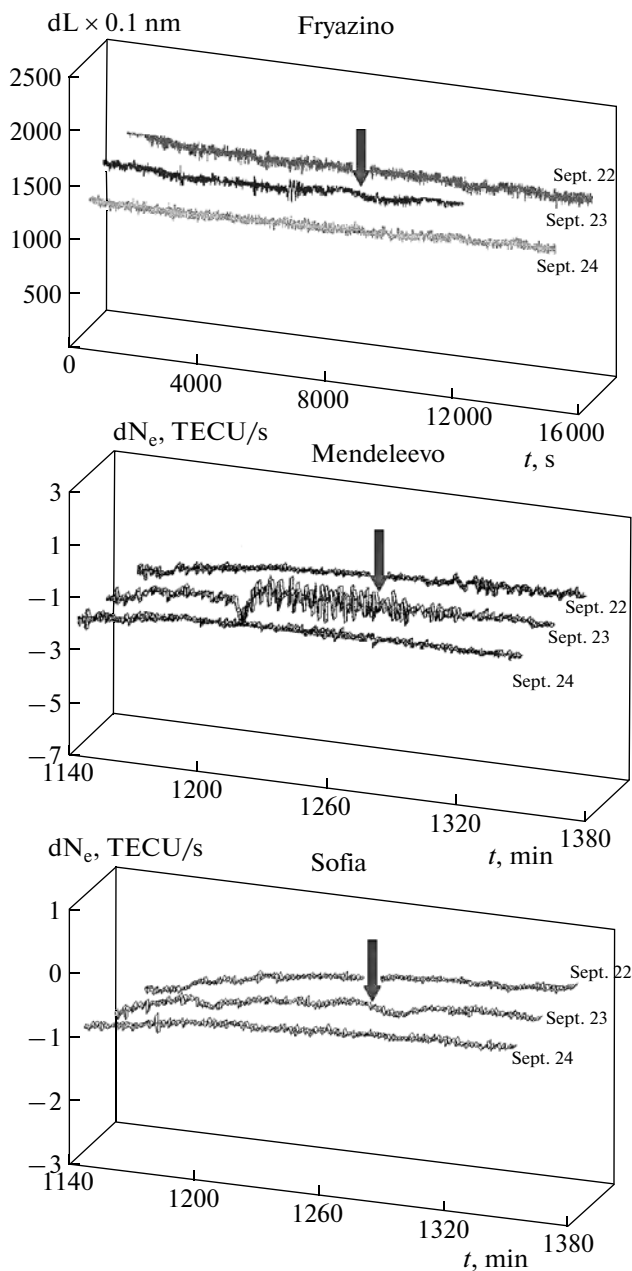 dL × 0.1 nm
Fryazino
2500
2000
1500
1000
500
0
4000
8000
12000
16000
t, s
Sept. 22
Sept. 23
Sept. 24
dNₑ, TECU/s
Mendeleevo
3
1
−1
−3
−5
−7
1140
1200
1260
1320
1380
t, min
Sept. 22
Sept. 23
Sept. 24
dNₑ, TECU/s
Sofia
1
0
−1
−2
−3
1140
1200
1260
1320
1380
t, min
Sept. 22
Sept. 23
Sept. 24